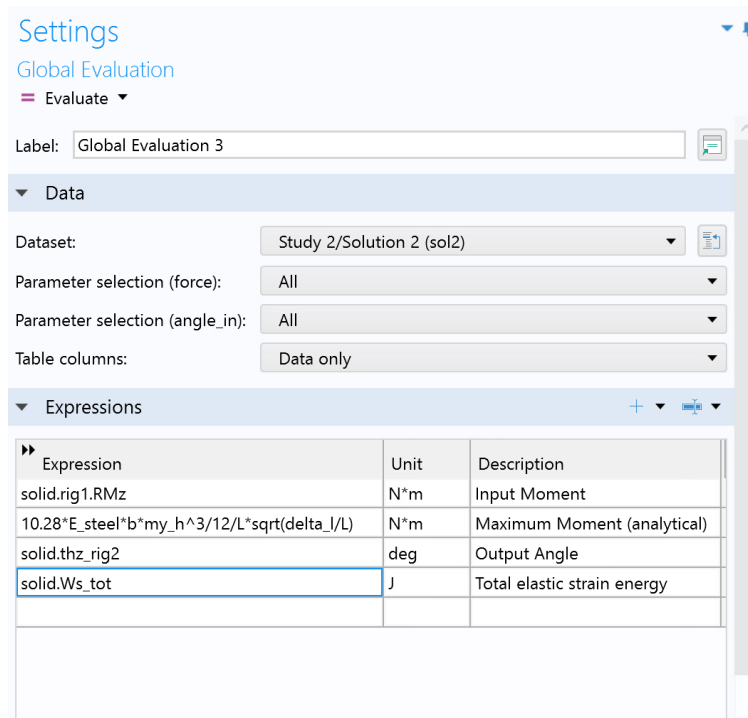 Settings
Global Evaluation
= Evaluate
Label: Global Evaluation 3
Data
Dataset: Study 2/Solution 2 (sol2)
Parameter selection (force): All
Parameter selection (angle_in): All
Table columns: Data only
Expressions
Expression Unit Description
solid.rig1.RMz N*m Input Moment
10.28*E_steel*b*my_h^3/12/L*sqrt(delta_l/L) N*m Maximum Moment (analytical)
solid.thz_rig2 deg Output Angle
solid.Ws_tot J Total elastic strain energy